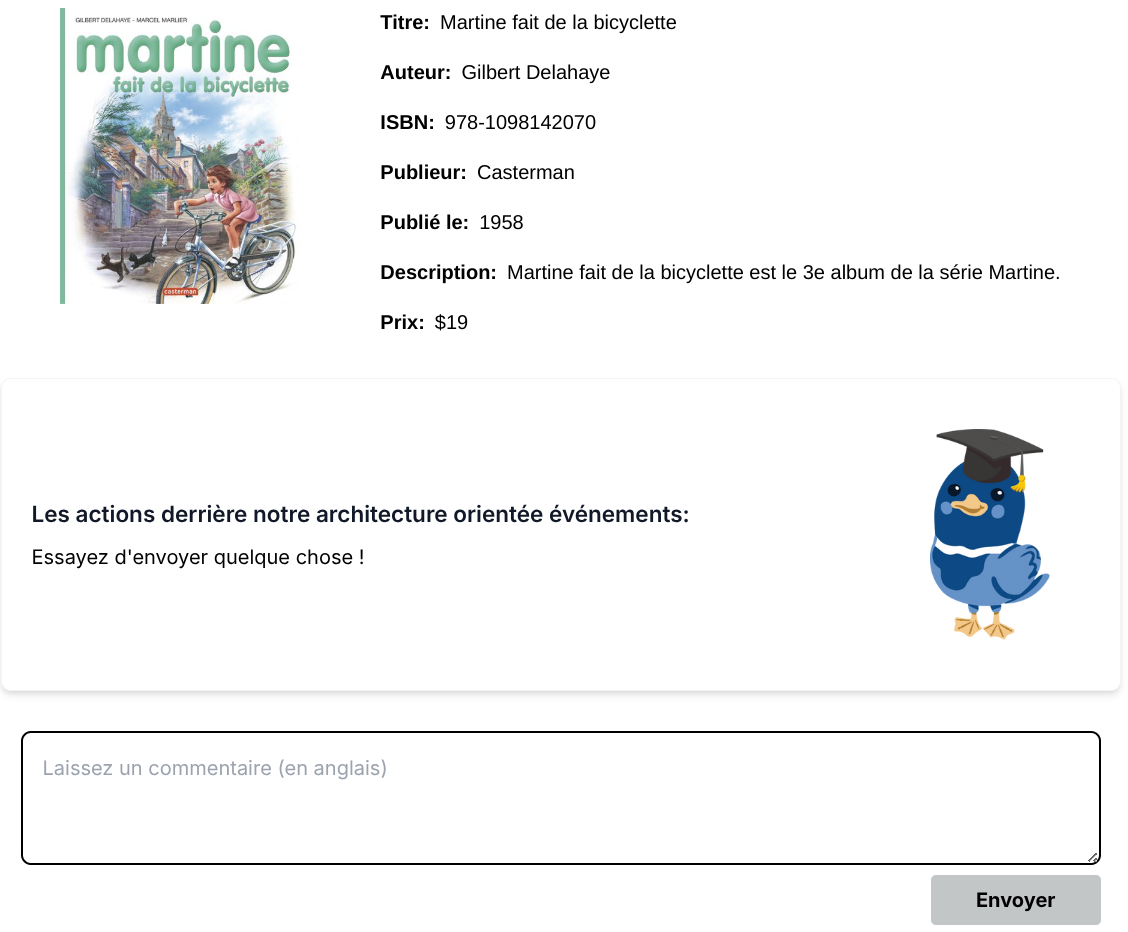 GILBERT DELAHAYE - MARCEL MARLIER
martine
fait de la bicyclette
casterman
Titre: Martine fait de la bicyclette
Auteur: Gilbert Delahaye
ISBN: 978-1098142070
Publieur: Casterman
Publié le: 1958
Description: Martine fait de la bicyclette est le 3e album de la série Martine.
Prix: $19
Les actions derrière notre architecture orientée événements:
Essayez d'envoyer quelque chose !
Laissez un commentaire (en anglais)
Envoyer